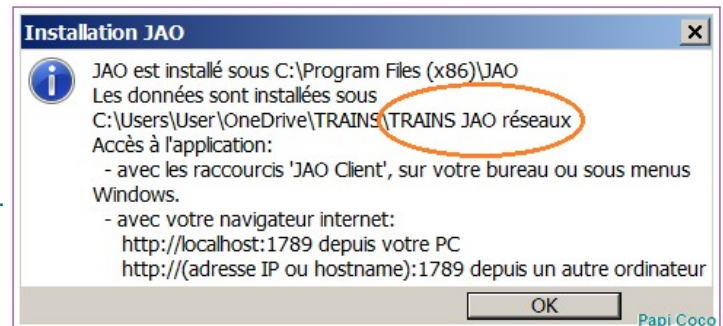 Installation JAO
JAO est installé sous C:\Program Files (x86)\JAO
Les données sont installées sous
C:\Users\User\OneDrive\TRAINS\TRAINS JAO réseaux
Accès à l'application:
- avec les raccourcis 'JAO Client', sur votre bureau ou sous menus
Windows.
- avec votre navigateur internet:
http://localhost:1789 depuis votre PC
http://(adresse IP ou hostname):1789 depuis un autre ordinateur
OK
Papi Coco